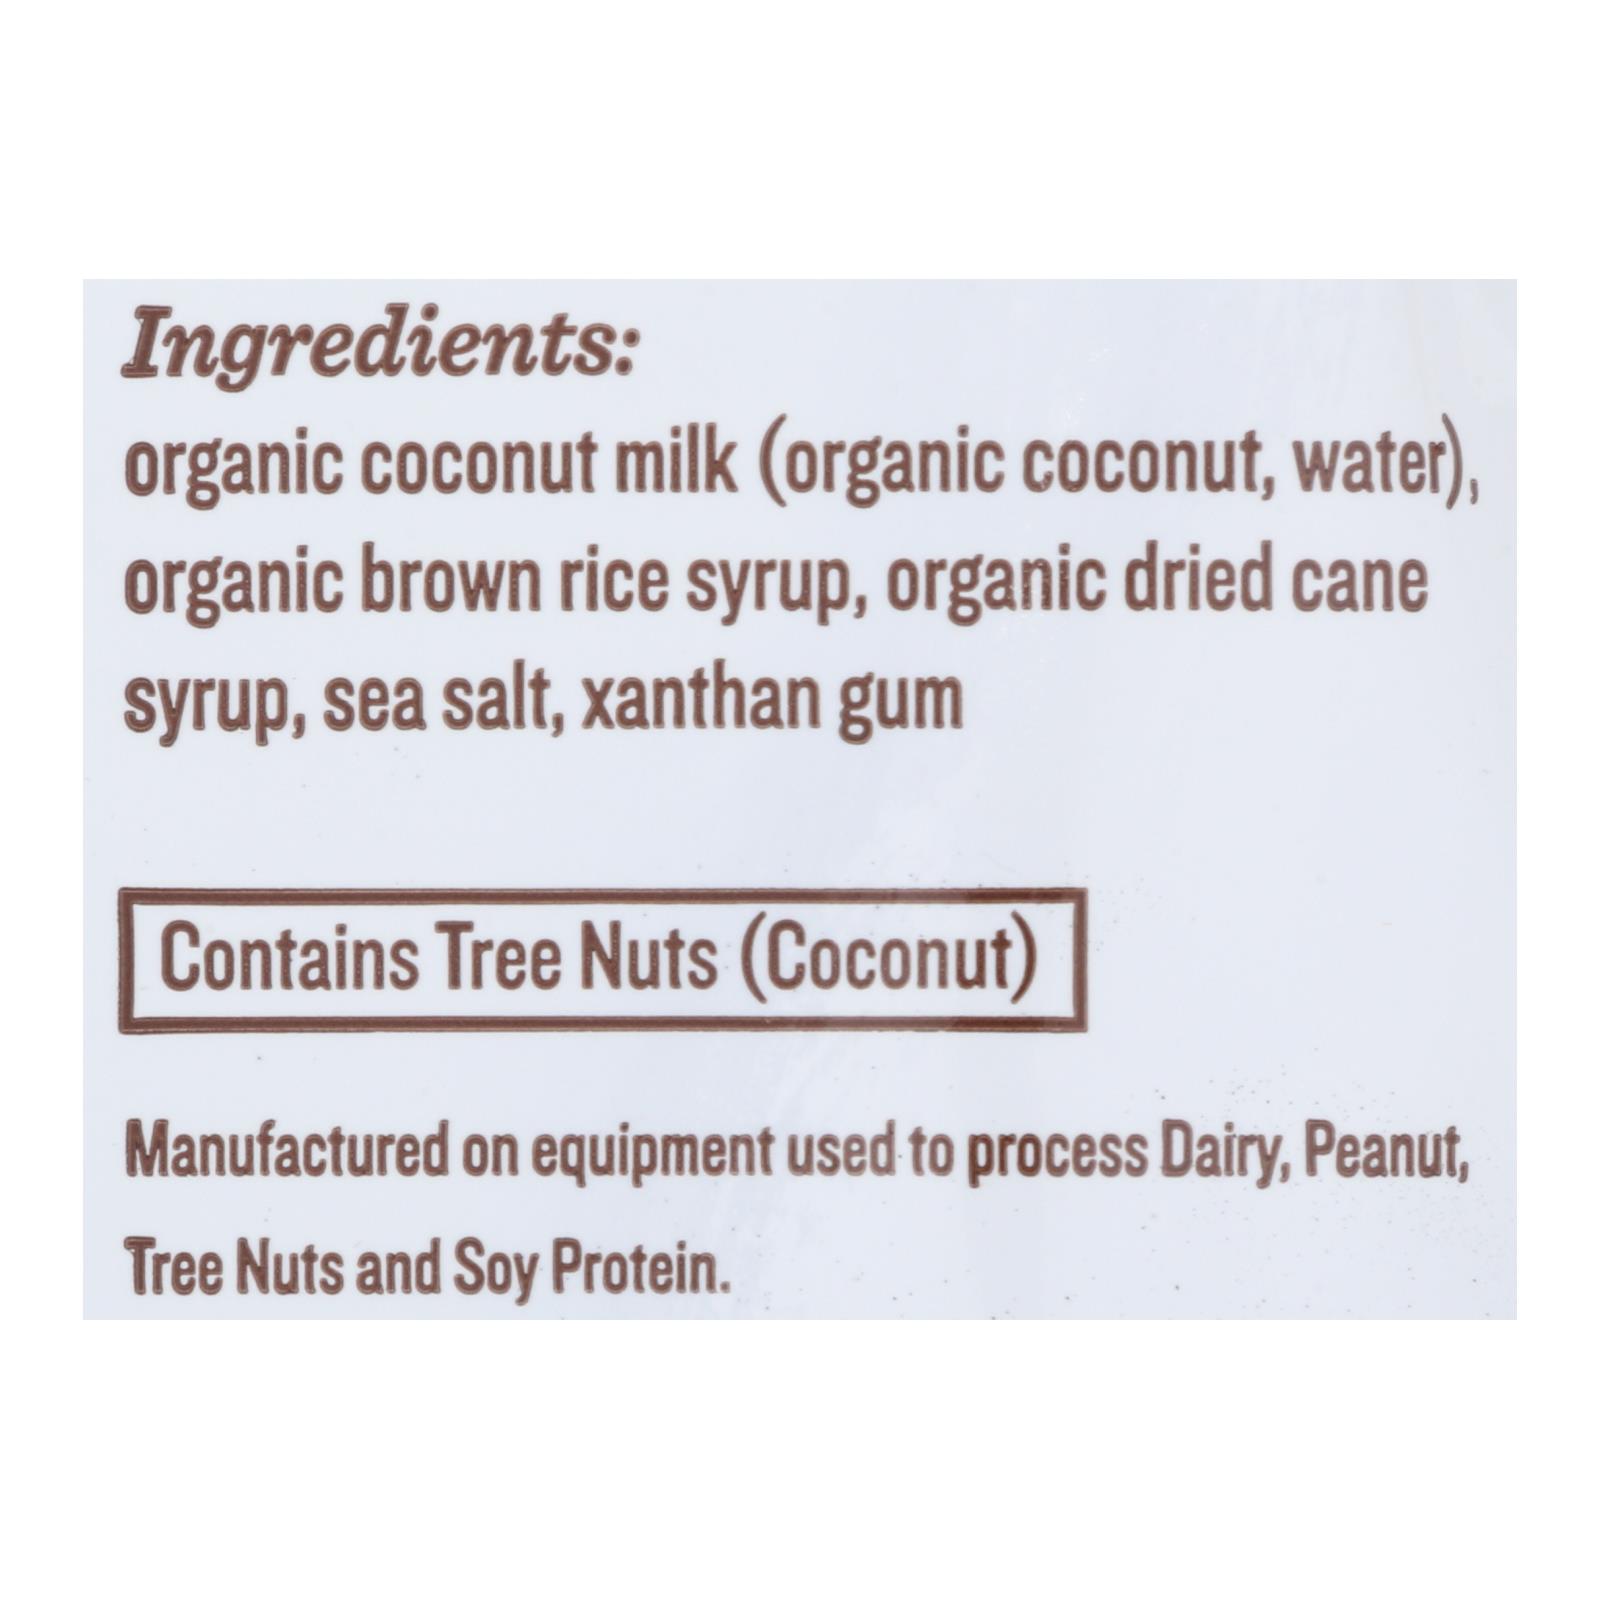 Ingredients:
organic coconut milk (organic coconut, water),
organic brown rice syrup, organic dried cane
syrup, sea salt, xanthan gum
Contains Tree Nuts (Coconut)
Manufactured on equipment used to process Dairy, Peanut,
Tree Nuts and Soy Protein.